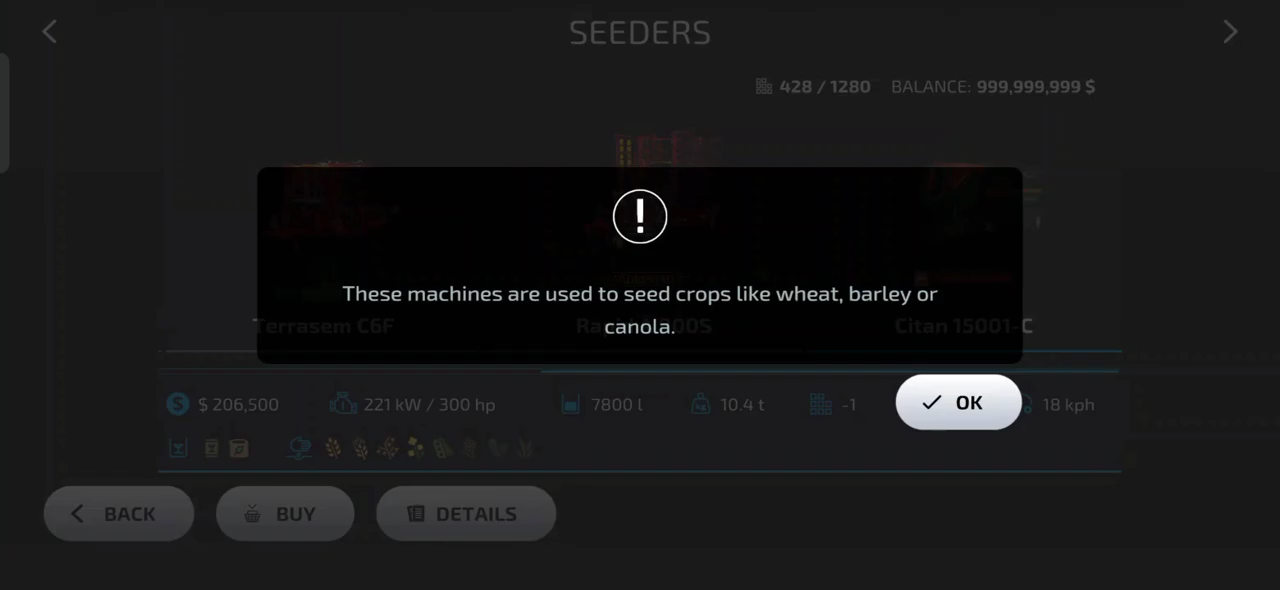 SEEDERS
428 / 1280 BALANCE: 999,999,999 $
These machines are used to seed crops like wheat, barley or
canola.
Terrasem C6F
Citan 15001-C
$ 206,500 221 kW / 300 hp 7800 l 10.4 t -1 18 kph
OK
BACK BUY DETAILS